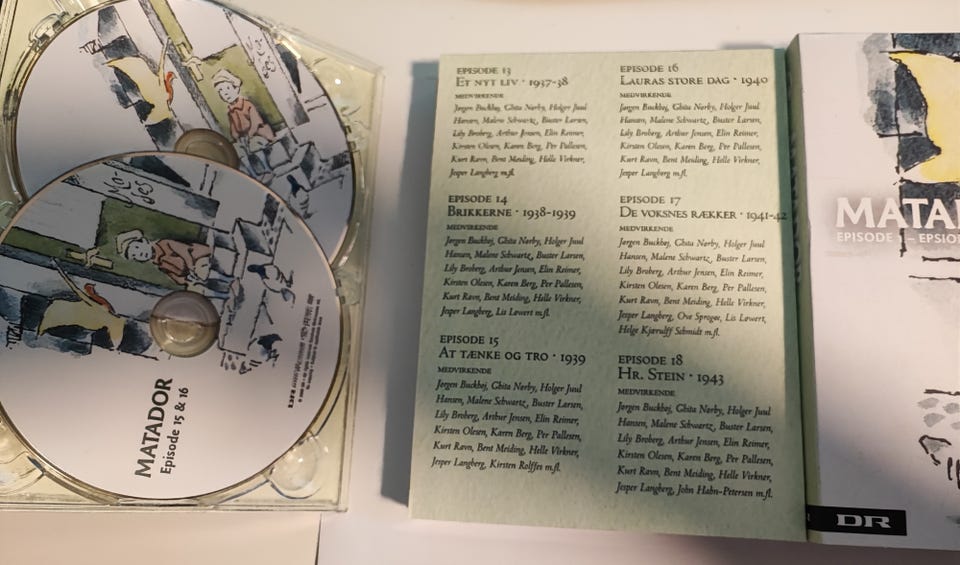 No-
yes
No-
yes
MATADOR
Episode 15 & 16
EPISODE 13
ET NYT LIV · 1937-38
MEDVIRKENDE
Jørgen Buckhøj, Ghita Nørby, Holger Juul
Hansen, Malene Schwartz, Buster Larsen,
Lily Broberg, Arthur Jensen, Elin Reimer,
Kirsten Olesen, Karen Berg, Per Pallesen,
Kurt Ravn, Bent Mejding, Helle Virkner,
Jesper Langberg m.fl.
EPISODE 14
BRIKKERNE · 1938-1939
MEDVIRKENDE
Jørgen Buckhøj, Ghita Nørby, Holger Juul
Hansen, Malene Schwartz, Buster Larsen,
Lily Broberg, Arthur Jensen, Elin Reimer,
Kirsten Olesen, Karen Berg, Per Pallesen,
Kurt Ravn, Bent Mejding, Helle Virkner,
Jesper Langberg, Lis Løwert m.fl.
EPISODE 15
AT TÆNKE OG TRO · 1939
MEDVIRKENDE
Jørgen Buckhøj, Ghita Nørby, Holger Juul
Hansen, Malene Schwartz, Buster Larsen,
Lily Broberg, Arthur Jensen, Elin Reimer,
Kirsten Olesen, Karen Berg, Per Pallesen,
Kurt Ravn, Bent Mejding, Helle Virkner,
Jesper Langberg, Kirsten Rolffes m.fl.
EPISODE 16
LAURAS STORE DAG · 1940
MEDVIRKENDE
Jørgen Buckhøj, Ghita Nørby, Holger Juul
Hansen, Malene Schwartz, Buster Larsen,
Lily Broberg, Arthur Jensen, Elin Reimer,
Kirsten Olesen, Karen Berg, Per Pallesen,
Kurt Ravn, Bent Mejding, Helle Virkner,
Jesper Langberg m.fl.
EPISODE 17
DE VOKSNES RÆKKER · 1941-42
MEDVIRKENDE
Jørgen Buckhøj, Ghita Nørby, Holger Juul
Hansen, Malene Schwartz, Buster Larsen,
Lily Broberg, Arthur Jensen, Elin Reimer,
Kirsten Olesen, Karen Berg, Per Pallesen,
Kurt Ravn, Bent Mejding, Helle Virkner,
Jesper Langberg, Ove Sprogøe, Lis Løwert,
Helge Kjærulff Schmidt m.fl.
EPISODE 18
HR. STEIN · 1943
MEDVIRKENDE
Jørgen Buckhøj, Ghita Nørby, Holger Juul
Hansen, Malene Schwartz, Buster Larsen,
Lily Broberg, Arthur Jensen, Elin Reimer,
Kirsten Olesen, Karen Berg, Per Pallesen,
Kurt Ravn, Bent Mejding, Helle Virkner,
Jesper Langberg, John Hahn-Petersen m.fl.
MATAD
EPISODE 1 – EPSIO
DR